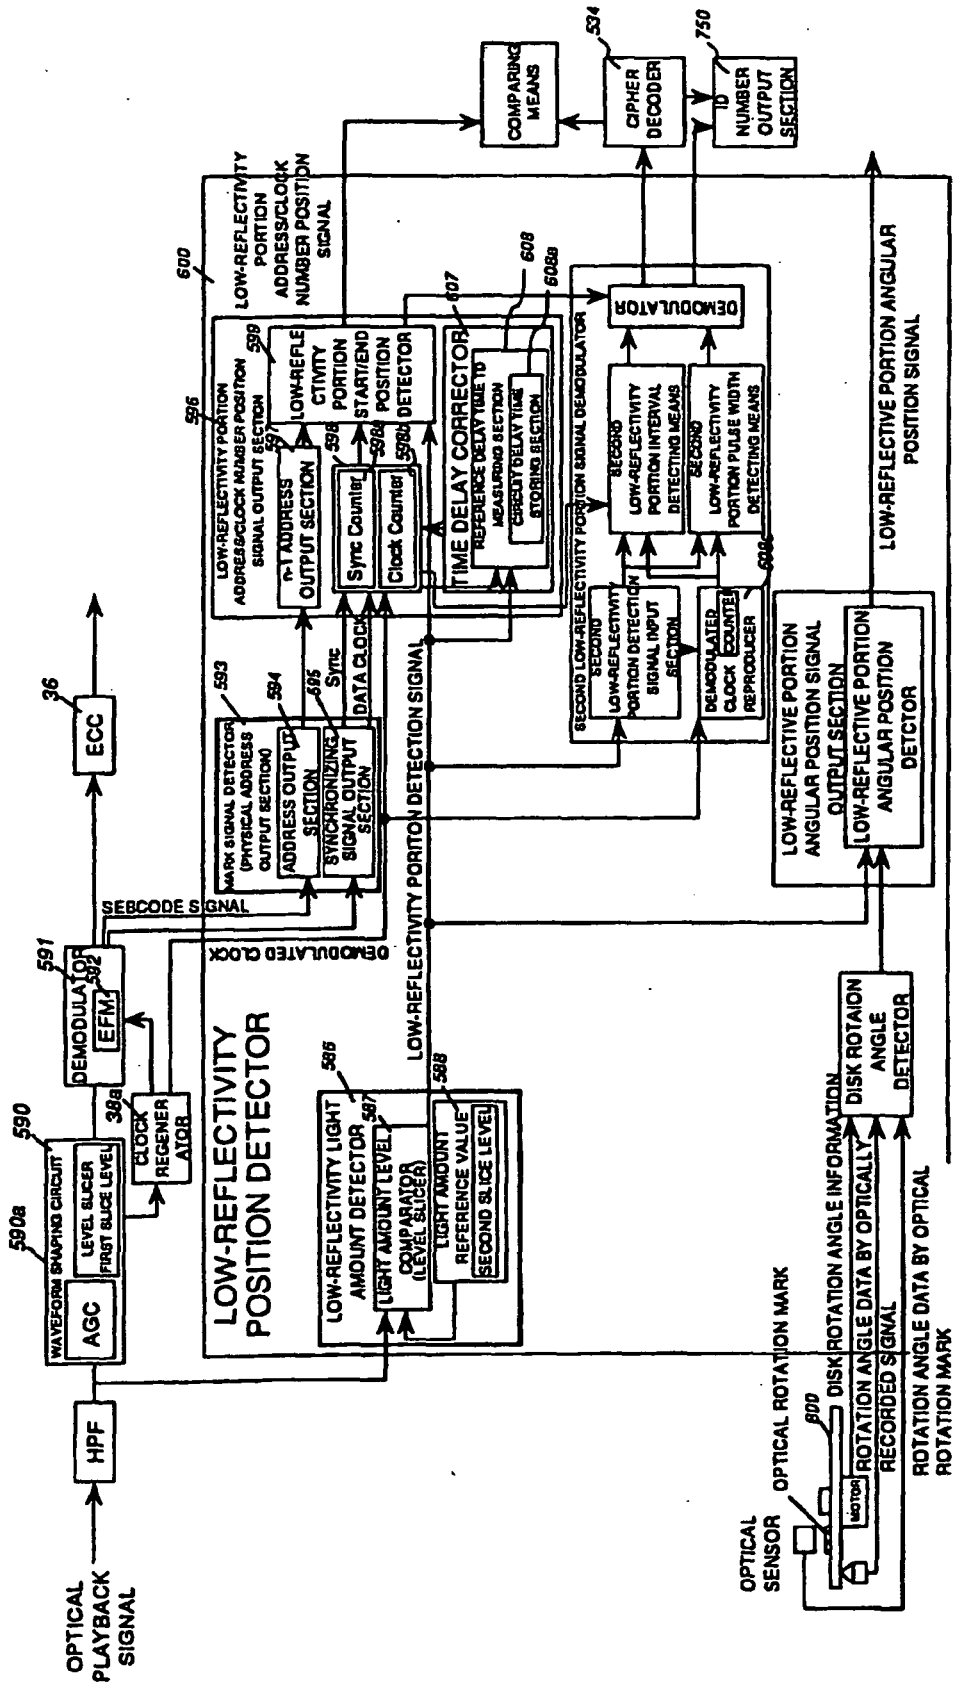 OPTICAL
PLAYBACK
SIGNAL
HPF
590a
590
WAVEFORM SHAPING CIRCUIT
AGC
LEVEL SLICER
FIRST SLICE LEVEL
38a
CLOCK
REGENER
ATOR
591
DEMODULATOR
592
EFM
36
ECC
SEBCODE SIGNAL
DEMODULATED CLOCK
LOW-REFLECTIVITY
POSITION DETECTOR
600
586
LOW-REFLECTIVITY LIGHT
AMOUNT DETECTOR
587
LIGHT AMOUNT LEVEL
COMPARATOR
(LEVEL SLICER)
588
LIGHT AMOUNT
REFERENCE VALUE
SECOND SLICE LEVEL
LOW-REFLECTIVITY PORITON DETECTION SIGNAL
593
MARK SIGNAL DETECTOR
(PHYSICAL ADDRESS
OUTPUT SECTION)
594
ADDRESS OUTPUT
SECTION
595
SYNCHRONIZING
SIGNAL OUTPUT
SECTION
Sync
DATA CLOCK
596
LOW-REFLECTIVITY PORTION
ADDRESS/CLOCK NUMBER POSITION
SIGNAL OUTPUT SECTION
597
n-1 ADDRESS
OUTPUT SECTION
598
598a
Sync Counter
598b
Clock Counter
599
LOW-REFLE
CTIVITY
PORTION
START/END
POSITION
DETECTOR
LOW-REFLECTIVITY
PORTION
ADDRESS/CLOCK
NUMBER POSITION
SIGNAL
607
TIME DELAY CORRECTOR
608
REFERENCE DELAY TIME TO
MEASURING SECTION
608a
CIRCUIT DELAY TIME
STORING SECTION
SECOND LOW-REFLECTIVITY PORTION SIGNAL DEMODULATOR
SECOND
LOW-REFLECTIVITY
PORTION DETECTION
SIGNAL INPUT
SECTION
DEMODULATED
CLOCK
COUNTER
REPRODUCER
SECOND
LOW-REFLECTIVITY
PORTION INTERVAL
DETECTING MEANS
SECOND
LOW-REFLECTIVITY
PORTION PULSE WIDTH
DETECTING MEANS
DEMODULATOR
COMPARING
MEANS
534
CIPHER
DECODER
750
ID
NUMBER
OUTPUT
SECTION
LOW-REFLECTIVE PORTION
ANGULAR POSITION SIGNAL
OUTPUT SECTION
LOW-REFLECTIVE PORTION
ANGULAR POSITION
DETCTOR
LOW-REFLECTIVE PORTION ANGULAR
POSITION SIGNAL
DISK ROTAION
ANGLE
DETECTOR
OPTICAL
SENSOR
OPTICAL ROTATION MARK
800
MOTOR
DISK ROTATION ANGLE INFORMATION
ROTATION ANGLE DATA BY OPTICALLY
RECORDED SIGNAL
ROTATION ANGLE DATA BY OPTICAL
ROTATION MARK